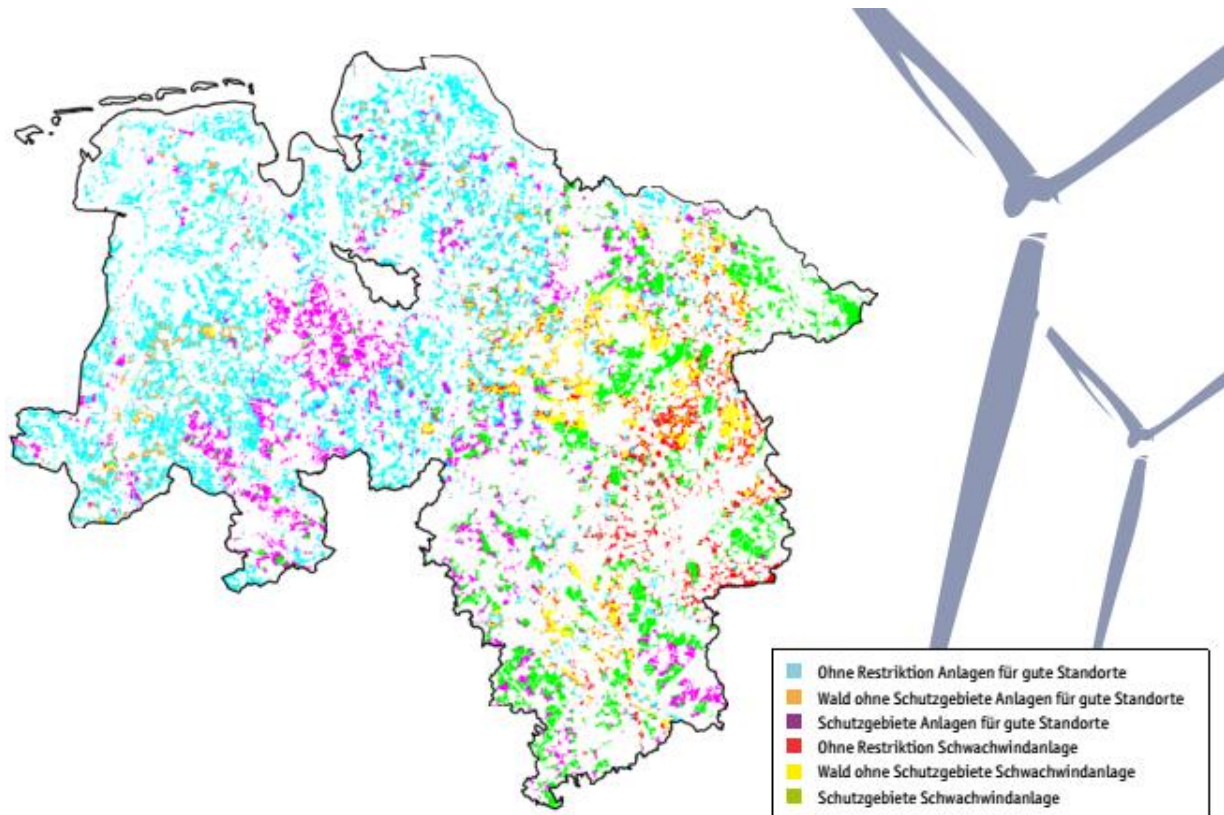 Ohne Restriktion Anlagen für gute Standorte
Wald ohne Schutzgebiete Anlagen für gute Standorte
Schutzgebiete Anlagen für gute Standorte
Ohne Restriktion Schwachwindanlage
Wald ohne Schutzgebiete Schwachwindanlage
Schutzgebiete Schwachwindanlage